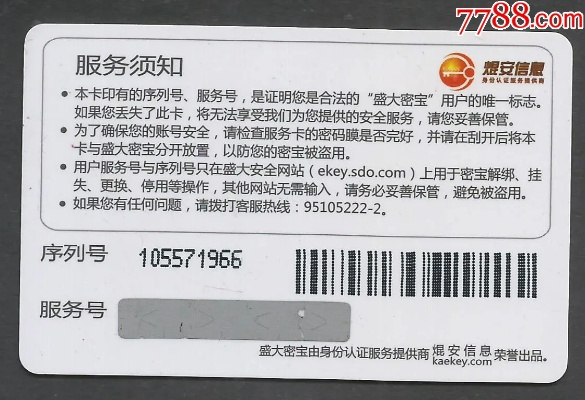 7788.com
服务须知
焜安信息
身份认证服务提供商
• 本卡印有的序列号、服务号，是证明您是合法的“盛大密宝”用户的唯一标志。
如果您丢失了此卡，将无法享受我们为您提供的安全服务，请您妥善保管。
• 为了确保您的账号安全，请检查服务卡的密码膜是否完好，并请在刮开后将本
卡与盛大密宝分开放置，以防您的密宝被盗用。
• 用户服务号与序列号只在盛大安全网站（ekey.sdo.com）上用于密宝解绑、挂
失、更换、停用等操作，其他网站无需输入，请务必妥善保管，避免被盗用。
• 如果您有任何问题，请拨打客服热线：95105222-2。
序列号 105571966
服务号
盛大密宝由身份认证服务提供商 焜安信息 荣誉出品。
kaekey.com